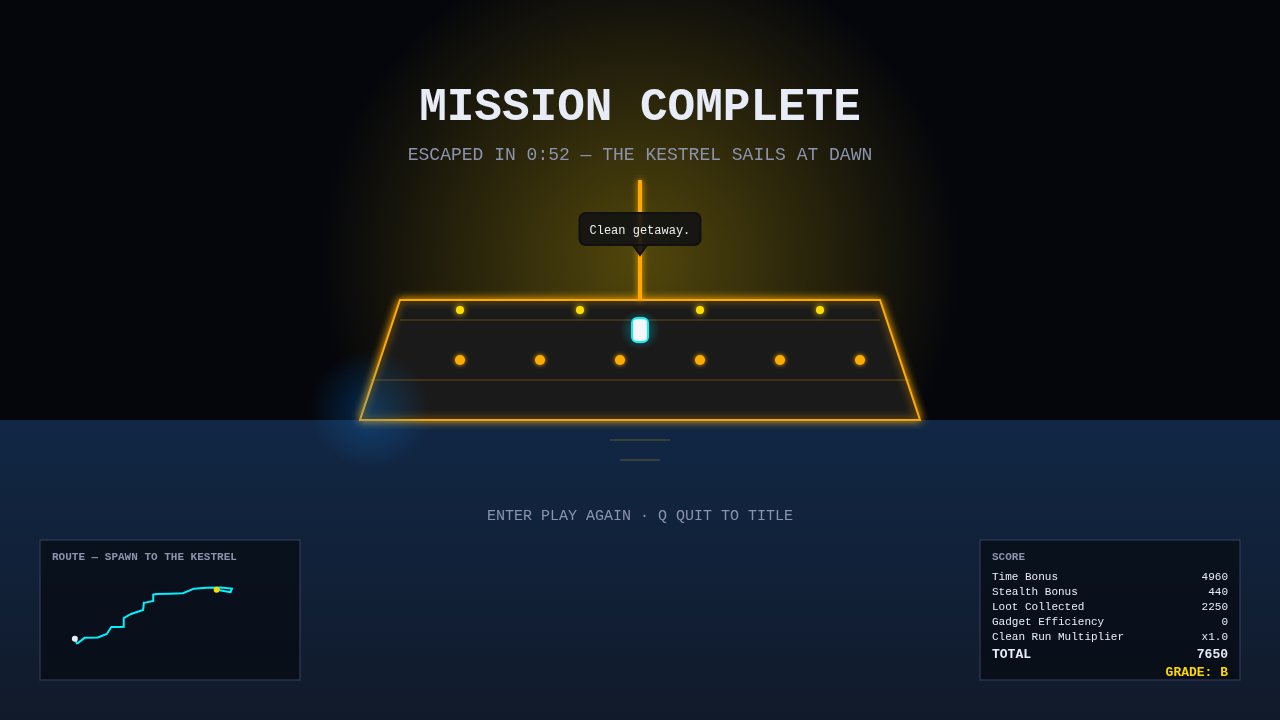 MISSION COMPLETE
ESCAPED IN 0:52 — THE KESTREL SAILS AT DAWN
Clean getaway.
ENTER PLAY AGAIN · Q QUIT TO TITLE
ROUTE — SPAWN TO THE KESTREL
SCORE
Time Bonus 4960
Stealth Bonus 440
Loot Collected 2250
Gadget Efficiency 0
Clean Run Multiplier x1.0
TOTAL 7650
GRADE: B